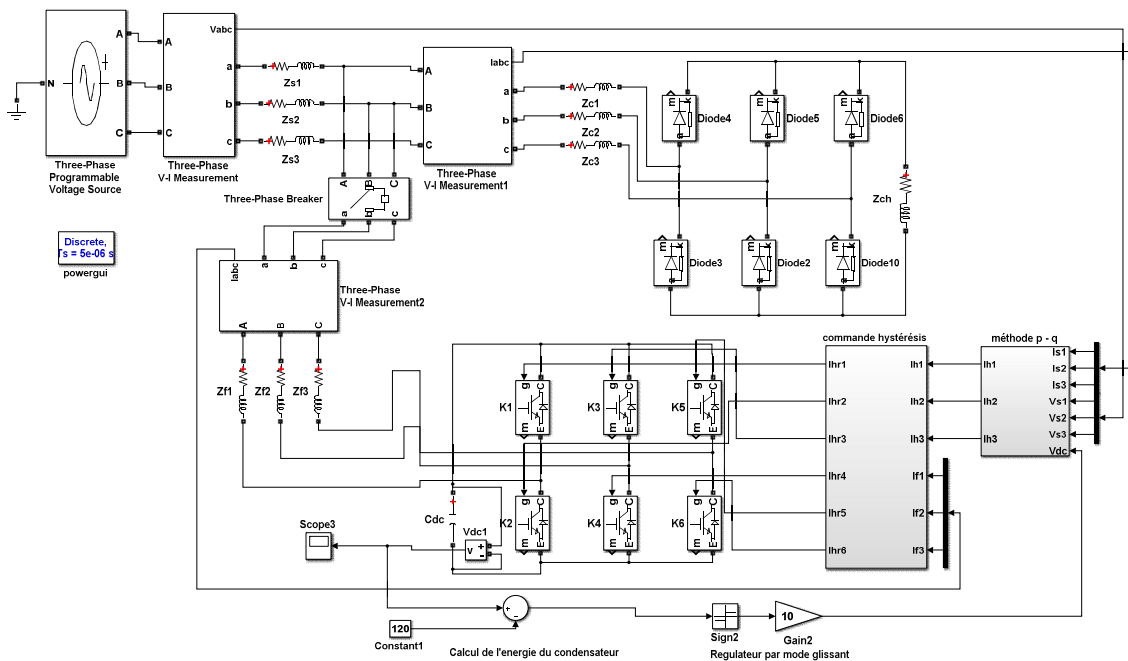 A
B
C
N
Three-Phase
Programmable
Voltage Source
A
B
C
Vabc
a
b
c
Three-Phase
V-I Measurement
Zs1
Zs2
Zs3
A
B
C
Iabc
a
b
c
Three-Phase
V-I Measurement1
Zc1
Zc2
Zc3
m
k
a
Diode4
m
k
a
Diode5
m
k
a
Diode6
Zch
m
k
a
Diode3
m
k
a
Diode2
m
k
a
Diode10
Three-Phase Breaker
A
B
C
a
b
c
Discrete,
Ts = 5e-06 s
powergui
Iabc
a
b
c
A
B
C
Three-Phase
V-I Measurement2
Zf1
Zf2
Zf3
K1
g
C
m
E
K3
g
C
m
E
K5
g
C
m
E
K2
g
C
m
E
K4
g
C
m
E
K6
g
C
m
E
Cdc
Vdc1
v
+
-
Scope3
commande hystérésis
Ihr1
Ihr2
Ihr3
Ihr4
Ihr5
Ihr6
Ih1
Ih2
Ih3
If1
If2
If3
méthode p - q
Ih1
Ih2
Ih3
Is1
Is2
Is3
Vs1
Vs2
Vs3
Vdc
120
Constant1
Calcul de l'energie du condensateur
Sign2
10
Gain2
Regulateur par mode glissant